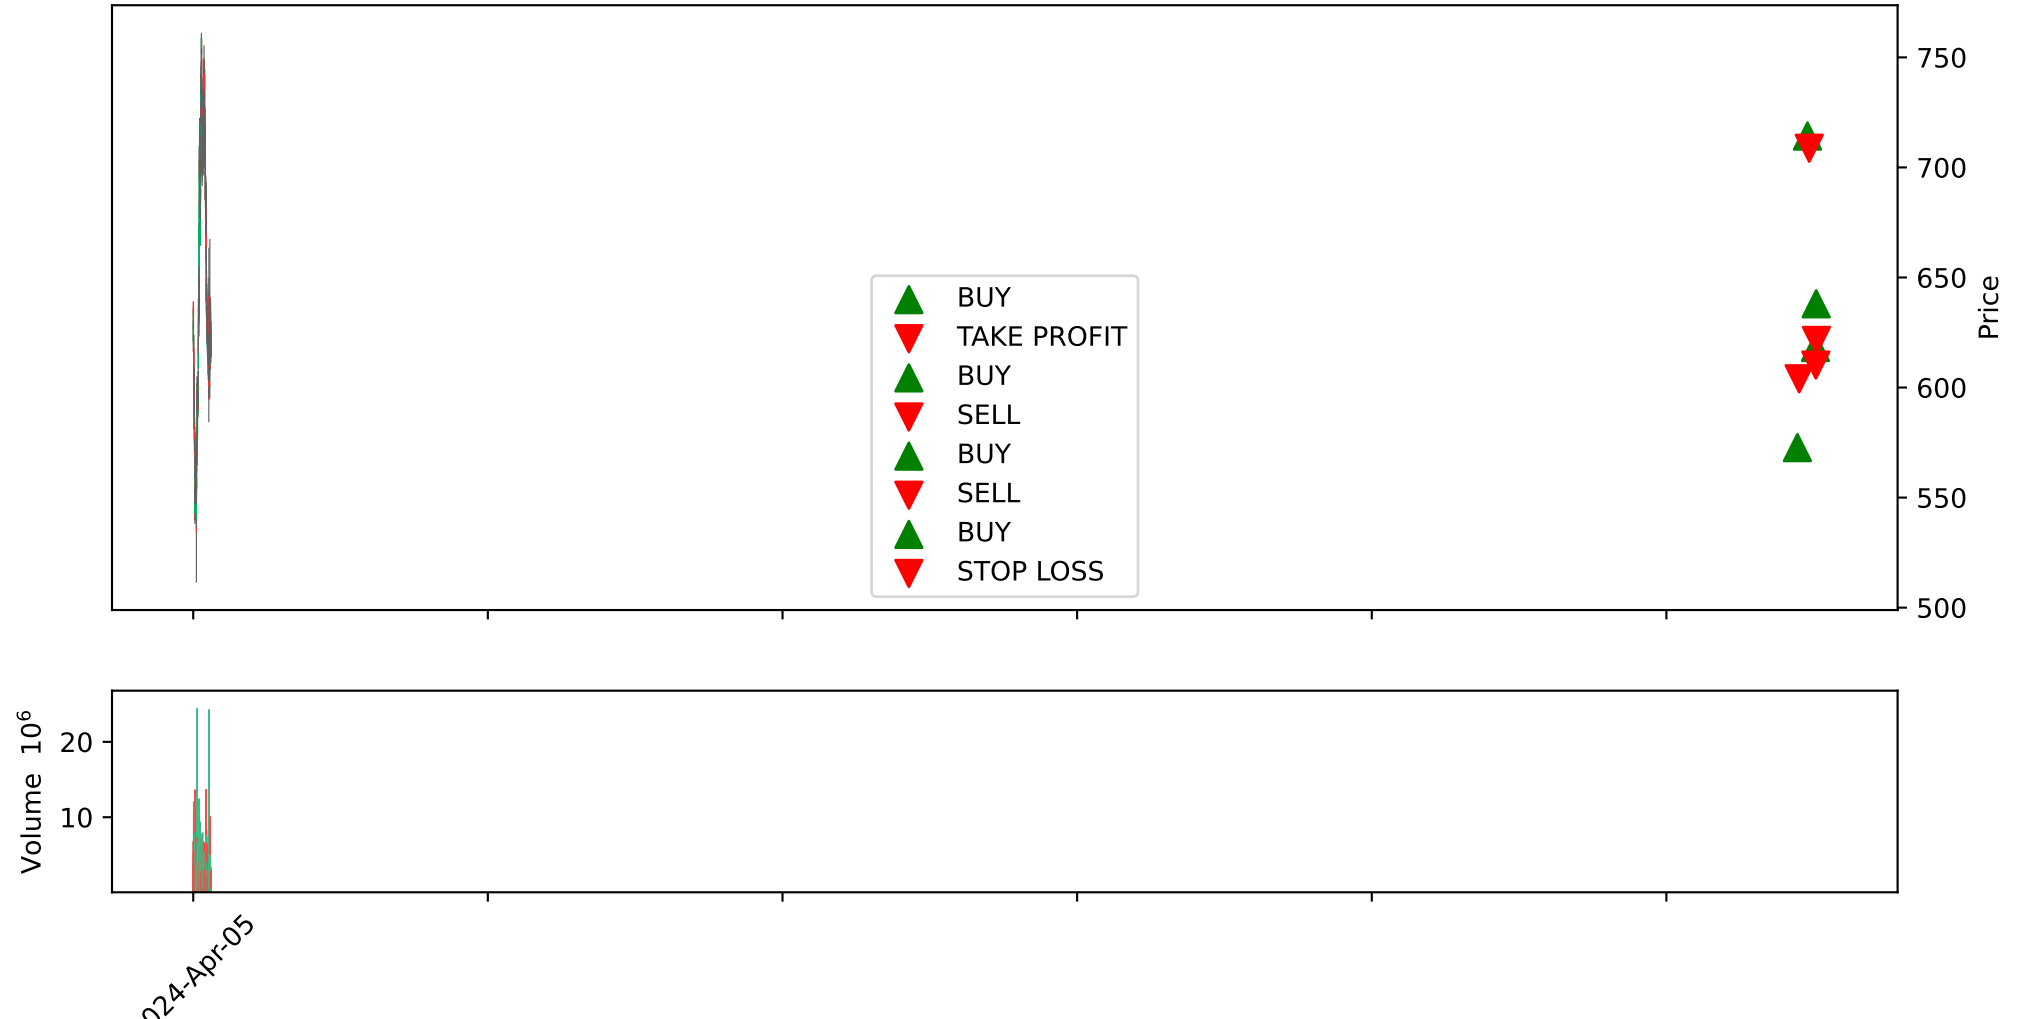 750
700
650
600
550
500
Price
BUY
TAKE PROFIT
BUY
SELL
BUY
SELL
BUY
STOP LOSS
Volume 10⁶
20
10
024-Apr-05